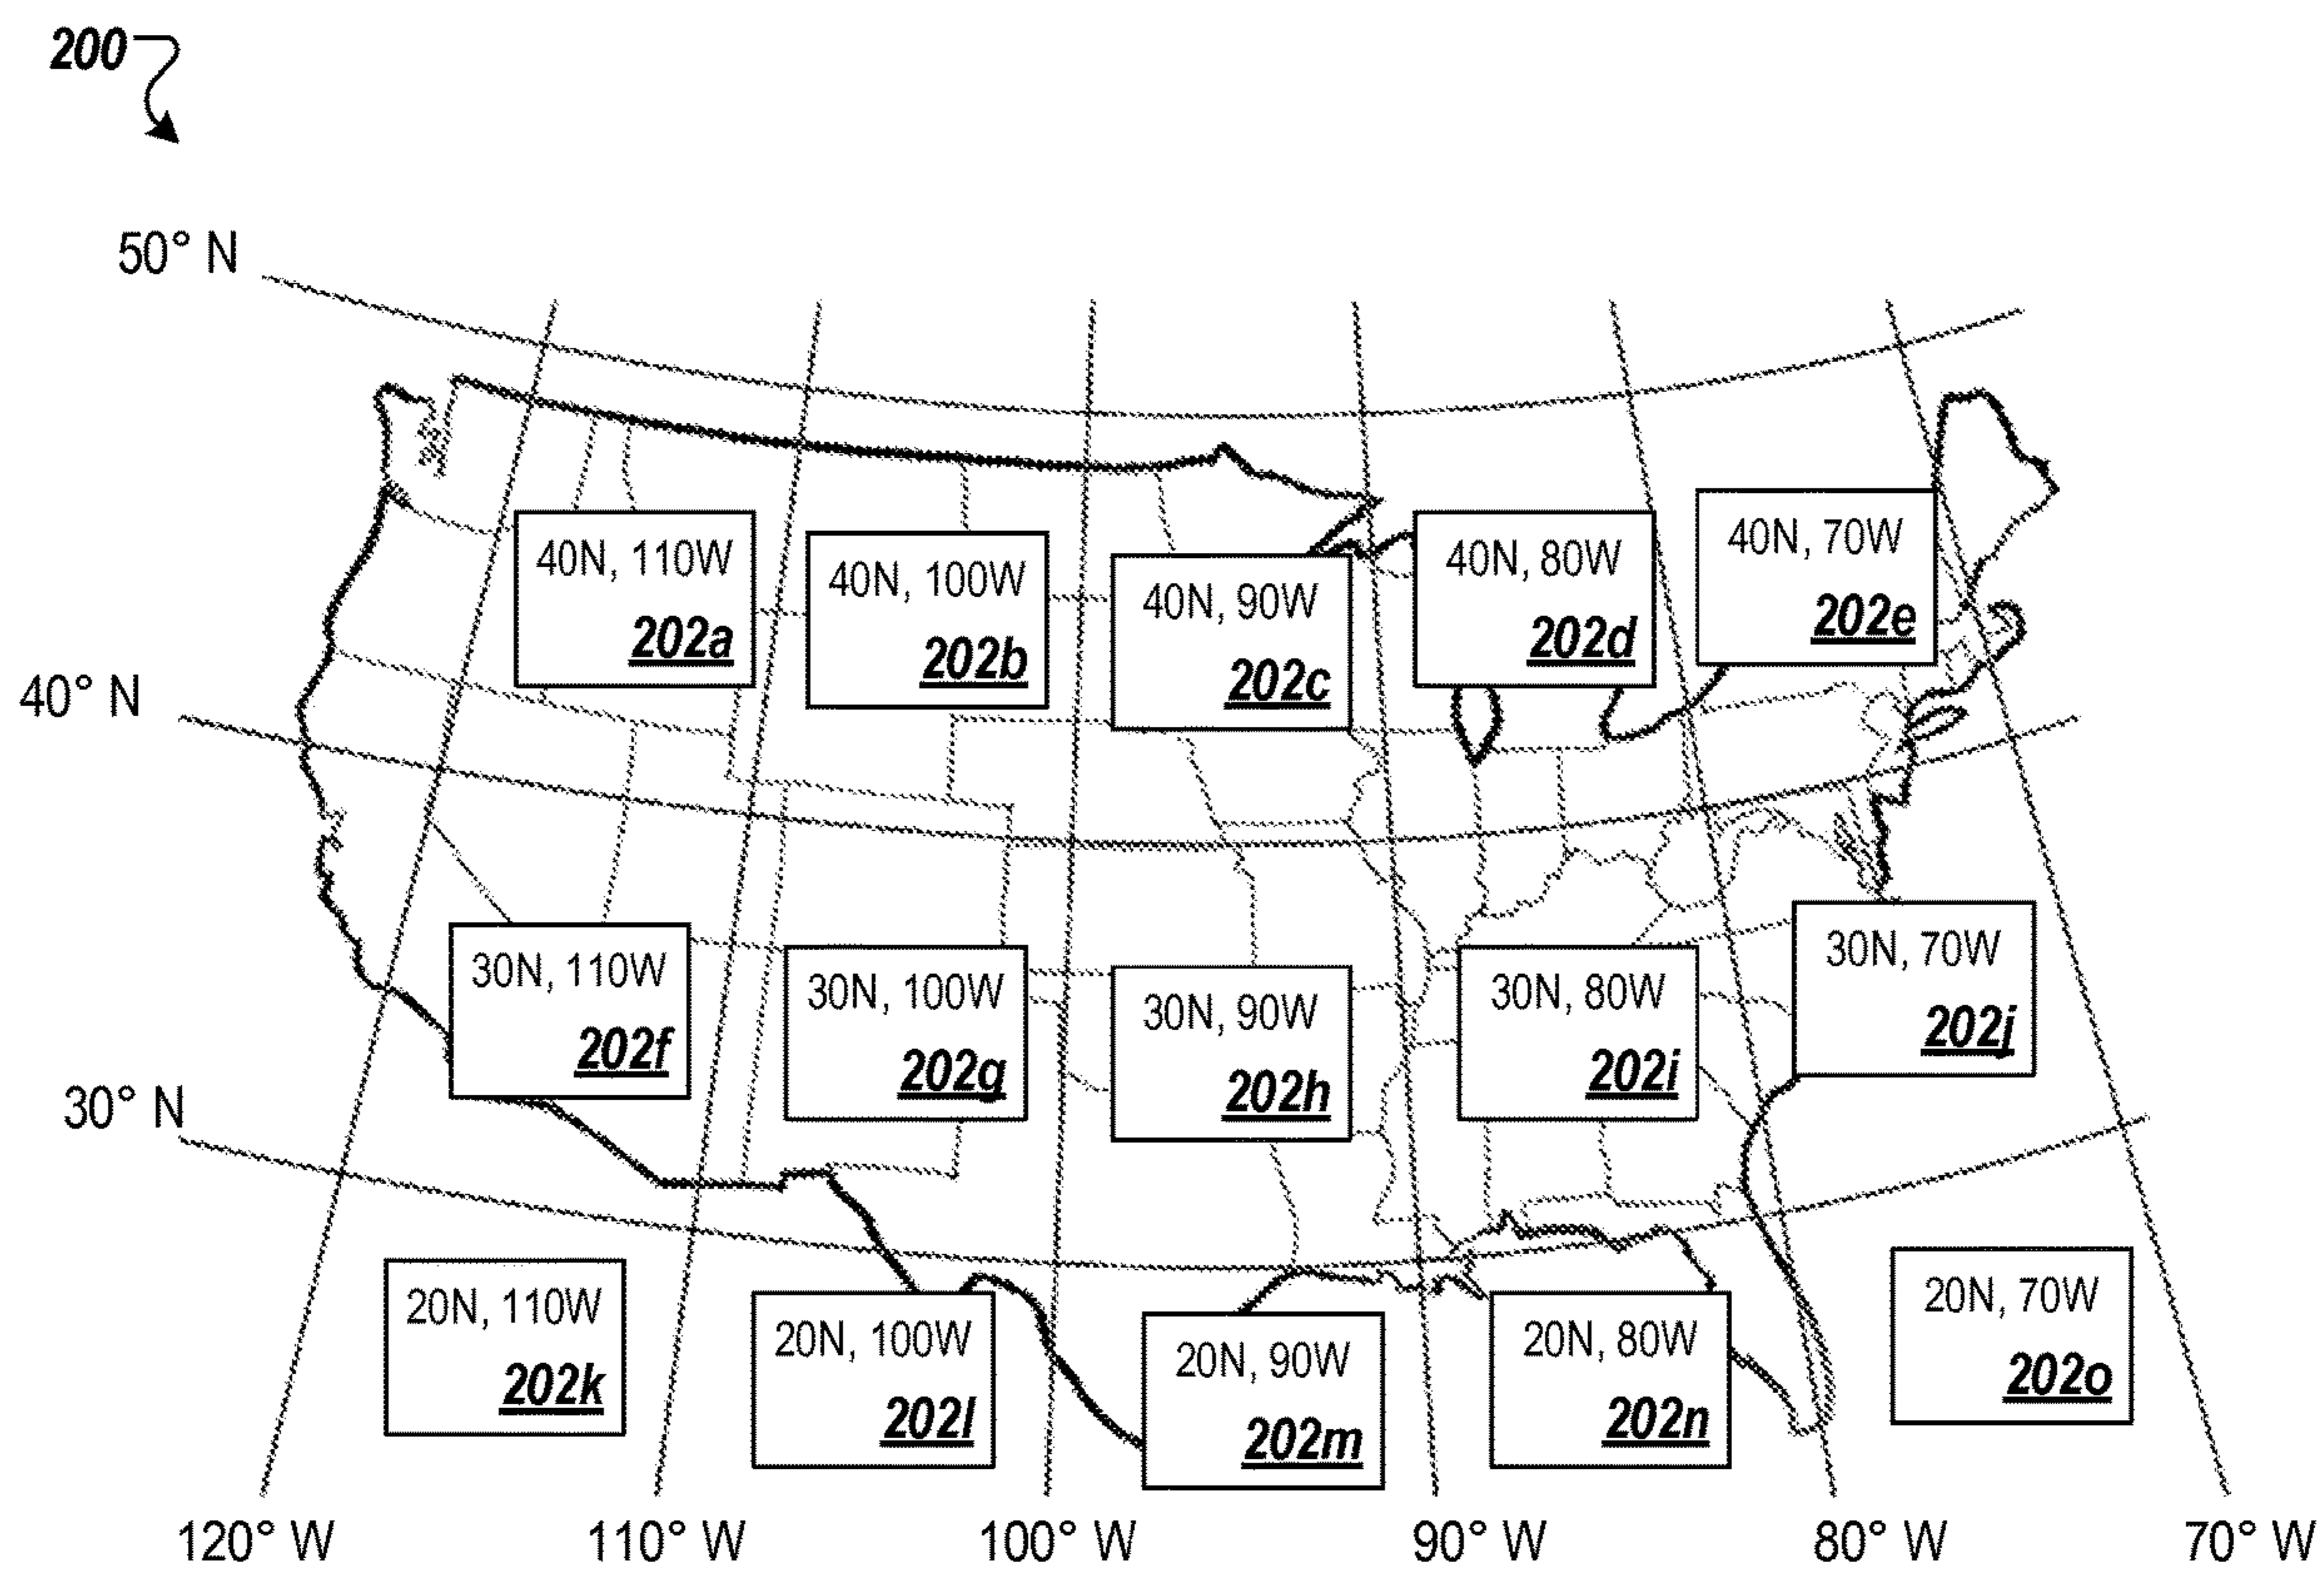 200
50° N
40N, 110W
202a
40N, 100W
202b
40N, 90W
202c
40N, 80W
202d
40N, 70W
202e
40° N
30N, 110W
202f
30N, 100W
202g
30N, 90W
202h
30N, 80W
202i
30N, 70W
202j
30° N
20N, 110W
202k
20N, 100W
202l
20N, 90W
202m
20N, 80W
202n
20N, 70W
202o
120° W 110° W 100° W 90° W 80° W 70° W